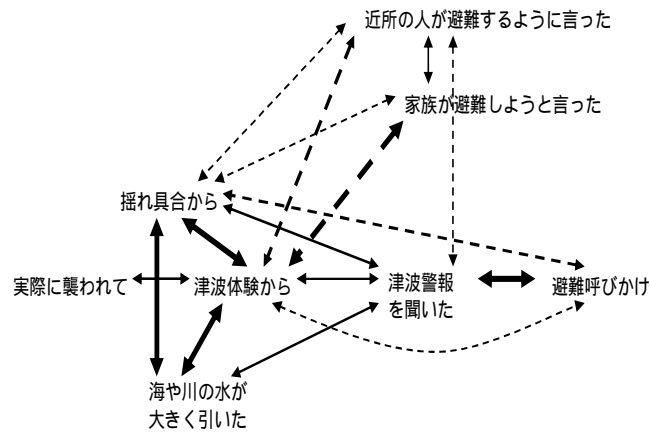 近所の人が避難するように言った
家族が避難しようと言った
揺れ具合から
実際に襲われて
津波体験から
津波警報
を聞いた
避難呼びかけ
海や川の水が
大きく引いた